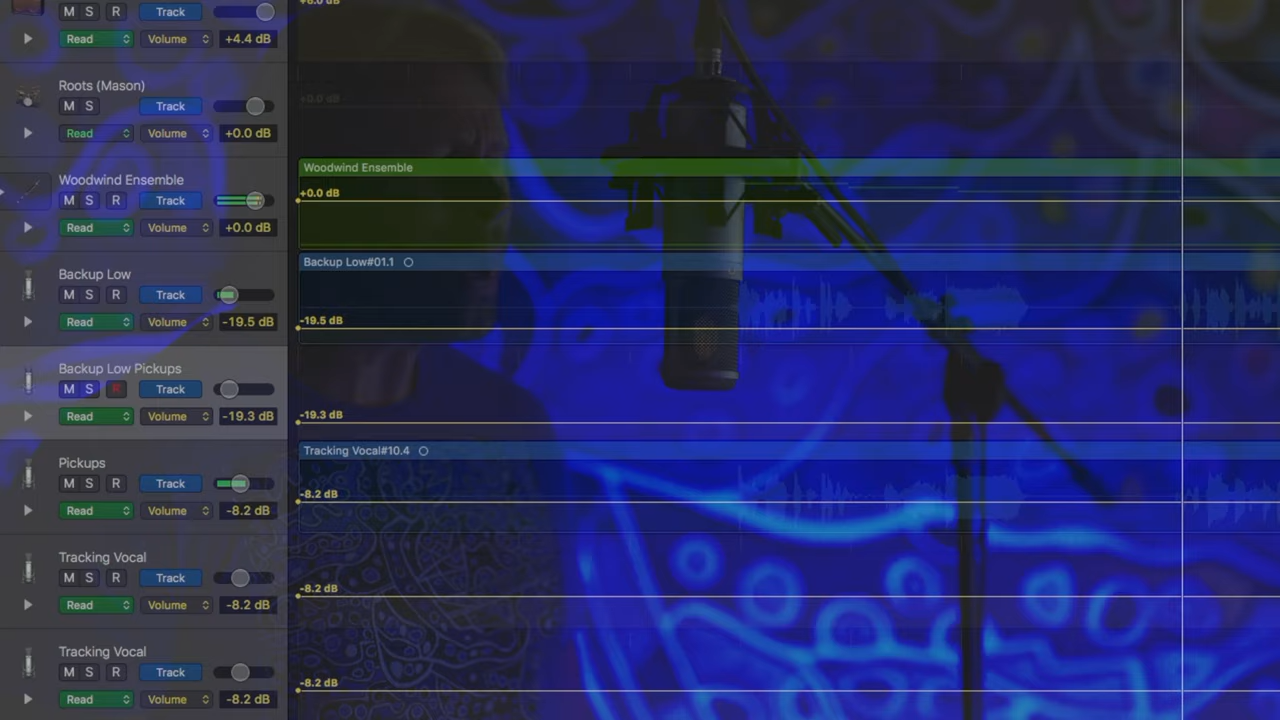 +6.0 dB
M S R Track
Read Volume +4.4 dB
Roots (Mason)
M S Track
+0.0 dB
Read Volume +0.0 dB
Woodwind Ensemble
Woodwind Ensemble
M S R Track
+0.0 dB
Read Volume +0.0 dB
Backup Low
Backup Low#01.1
M S R Track
Read Volume -19.5 dB
-19.5 dB
Backup Low Pickups
M S R Track
Read Volume -19.3 dB
-19.3 dB
Pickups
Tracking Vocal#10.4
M S R Track
-8.2 dB
Read Volume -8.2 dB
Tracking Vocal
M S R Track
-8.2 dB
Read Volume -8.2 dB
Tracking Vocal
M S R Track
-8.2 dB
Read Volume -8.2 dB